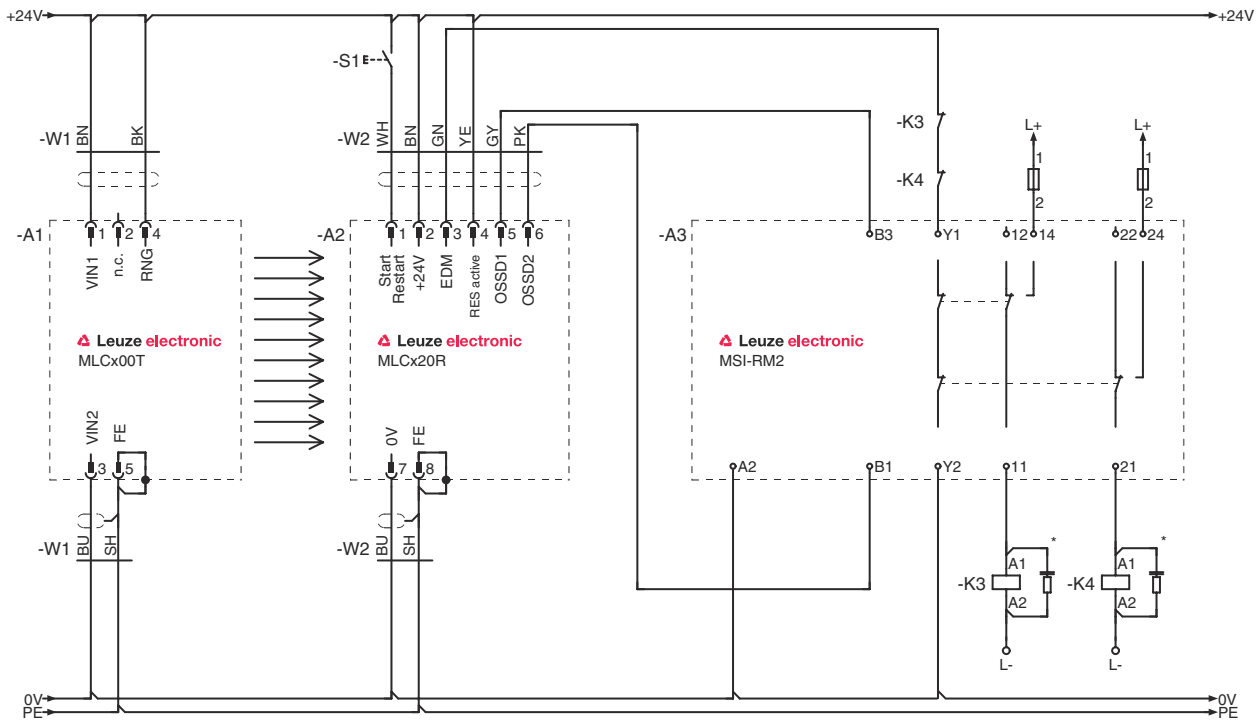 +24V +24V
-S1
-K3
-K4
L+ L+
1 1
2 2
-W1 BN BK
-W2 WH BN GN YE GY PK
-A1 1 2 4
VIN1 n.c. RNG
-A2 1 2 3 4 5 6
Start
Restart
+24V
EDM
RES active
OSSD1
OSSD2
-A3 B3 Y1 12 14 22 24
Leuze electronic
MLCx00T
Leuze electronic
MLCx20R
Leuze electronic
MSI-RM2
VIN2 FE
3 5
0V FE
7 8
A2 B1 Y2 11 21
-W1 BU SH
-W2 BU SH
* *
-K3 A1
A2
-K4 A1
A2
L- L-
0V 0V
PE PE